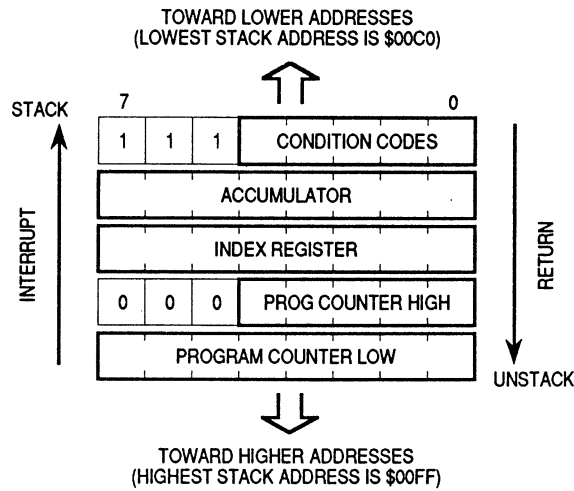 TOWARD LOWER ADDRESSES
(LOWEST STACK ADDRESS IS $00C0)
7 0
STACK
1 1 1 CONDITION CODES
ACCUMULATOR
INDEX REGISTER
INTERRUPT
RETURN
0 0 0 PROG COUNTER HIGH
PROGRAM COUNTER LOW
UNSTACK
TOWARD HIGHER ADDRESSES
(HIGHEST STACK ADDRESS IS $00FF)